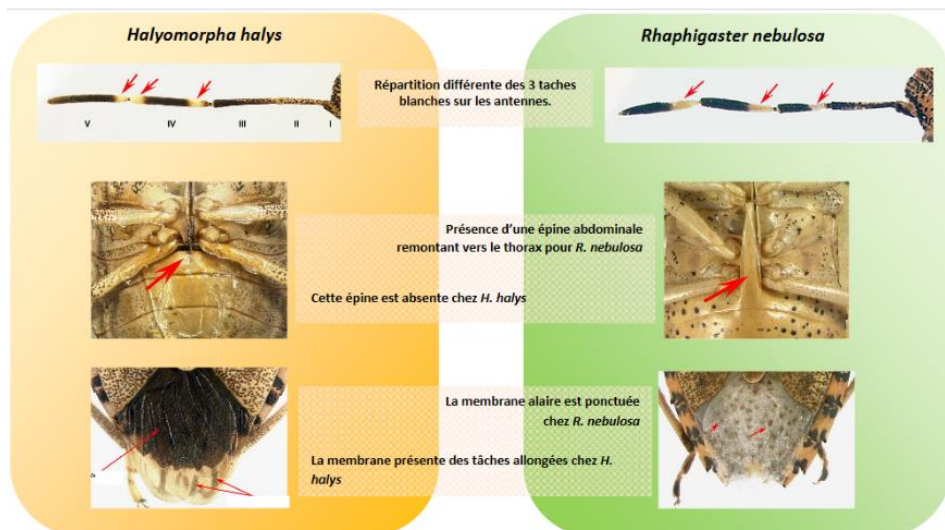 Halyomorpha halys
Rhaphigaster nebulosa
Répartition différente des 3 taches
blanches sur les antennes.
V IV III II I
Présence d'une épine abdominale
remontant vers le thorax pour R. nebulosa
Cette épine est absente chez H. halys
La membrane alaire est ponctuée
chez R. nebulosa
La membrane présente des tâches allongées chez H.
halys